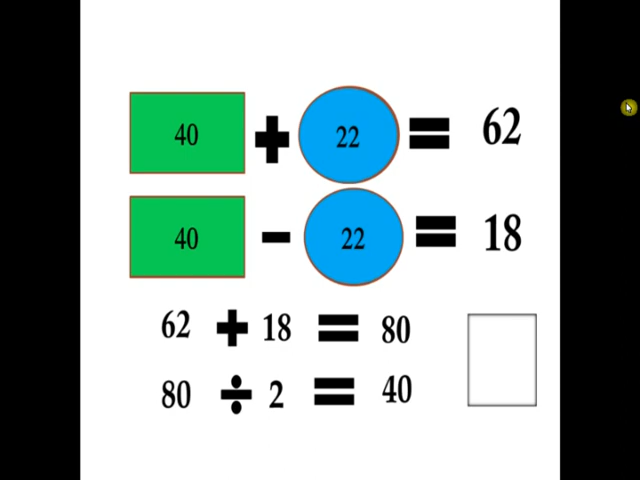 40 + 22 = 62
40 - 22 = 18
62 + 18 = 80
80 ÷ 2 = 40